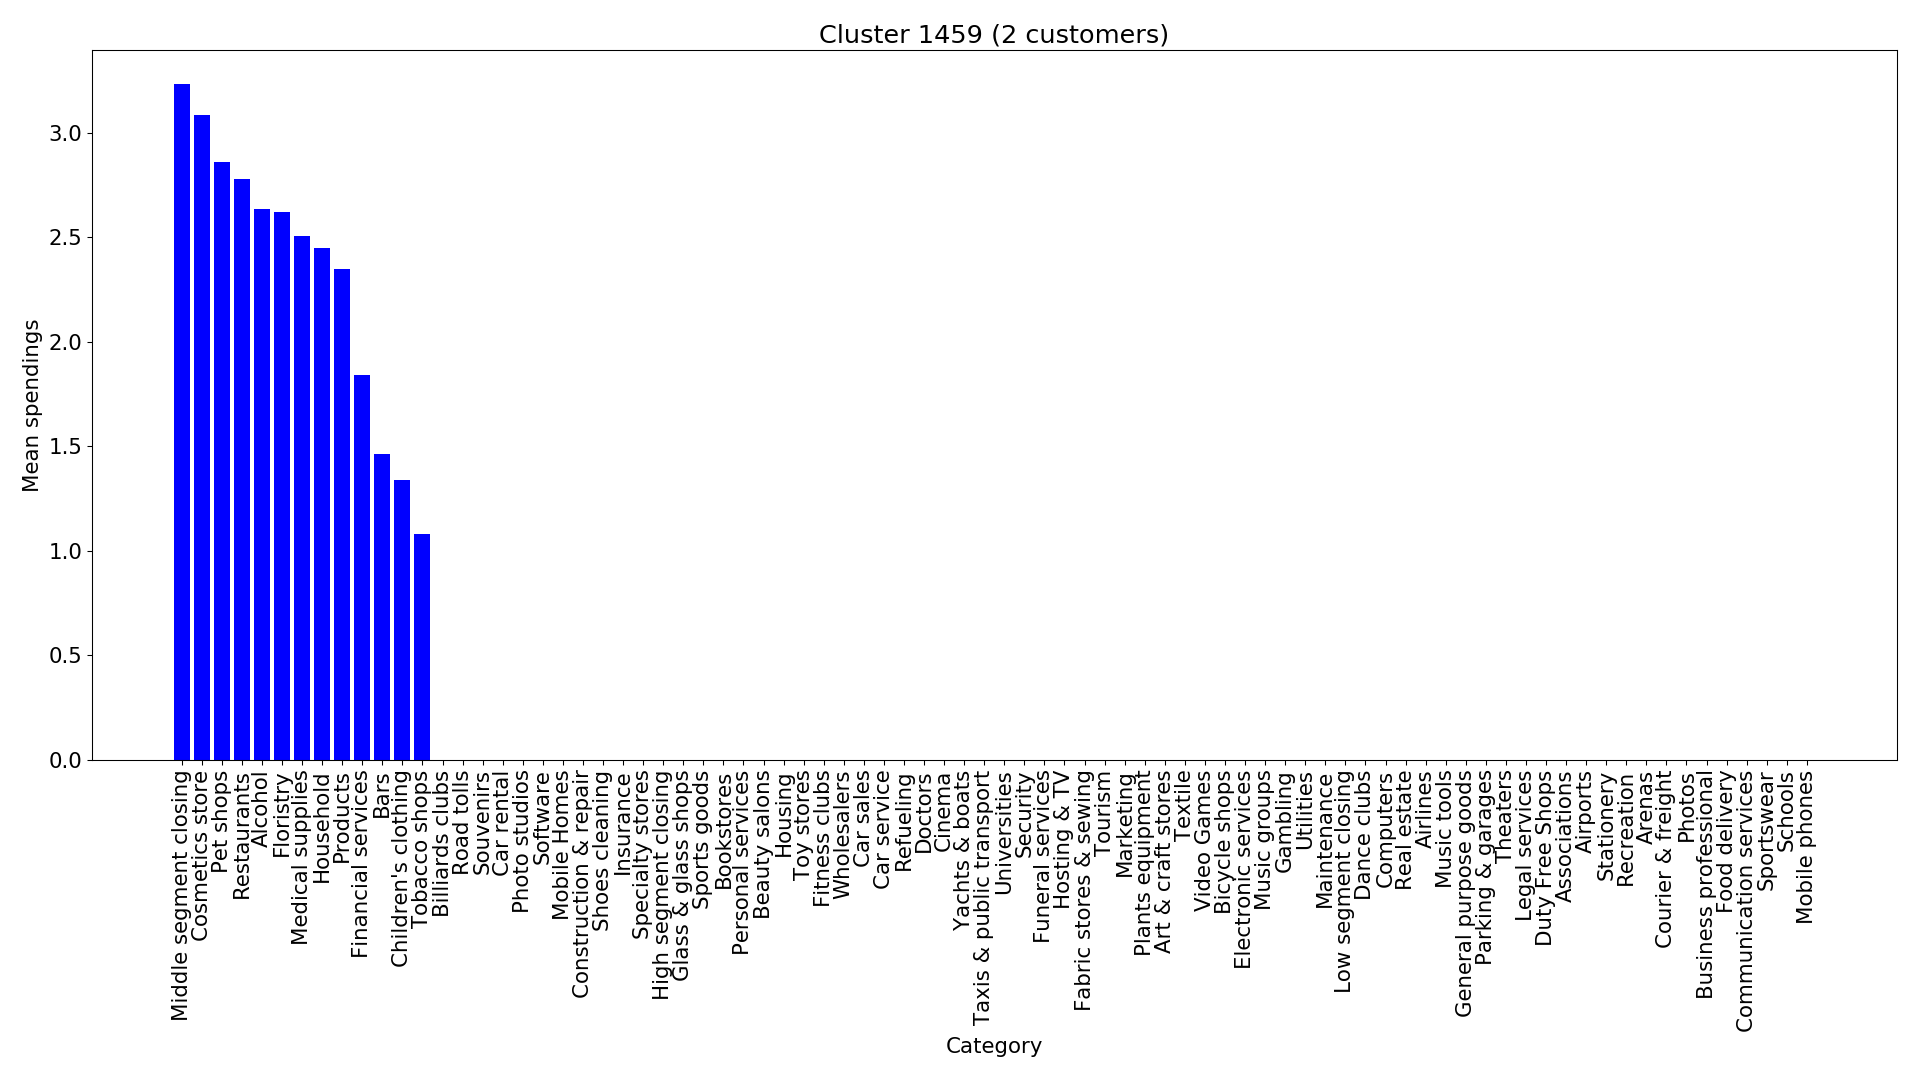 Cluster 1459 (2 customers)
Mean spendings
3.0
2.5
2.0
1.5
1.0
0.5
0.0
Middle segment closing
Cosmetics store
Pet shops
Restaurants
Alcohol
Floristry
Medical supplies
Household
Products
Financial services
Bars
Children's clothing
Tobacco shops
Billiards clubs
Road tolls
Souvenirs
Car rental
Photo studios
Software
Mobile Homes
Construction & repair
Shoes cleaning
Insurance
Specialty stores
High segment closing
Glass & glass shops
Sports goods
Bookstores
Personal services
Beauty salons
Housing
Toy stores
Fitness clubs
Wholesalers
Car sales
Car service
Refueling
Doctors
Cinema
Yachts & boats
Taxis & public transport
Universities
Security
Funeral services
Hosting & TV
Fabric stores & sewing
Tourism
Marketing
Plants equipment
Art & craft stores
Textile
Video Games
Bicycle shops
Electronic services
Music groups
Gambling
Utilities
Maintenance
Low segment closing
Dance clubs
Computers
Real estate
Airlines
Music tools
General purpose goods
Parking & garages
Theaters
Legal services
Duty Free Shops
Associations
Airports
Stationery
Recreation
Arenas
Courier & freight
Photos
Business professional
Food delivery
Communication services
Sportswear
Schools
Mobile phones
Category